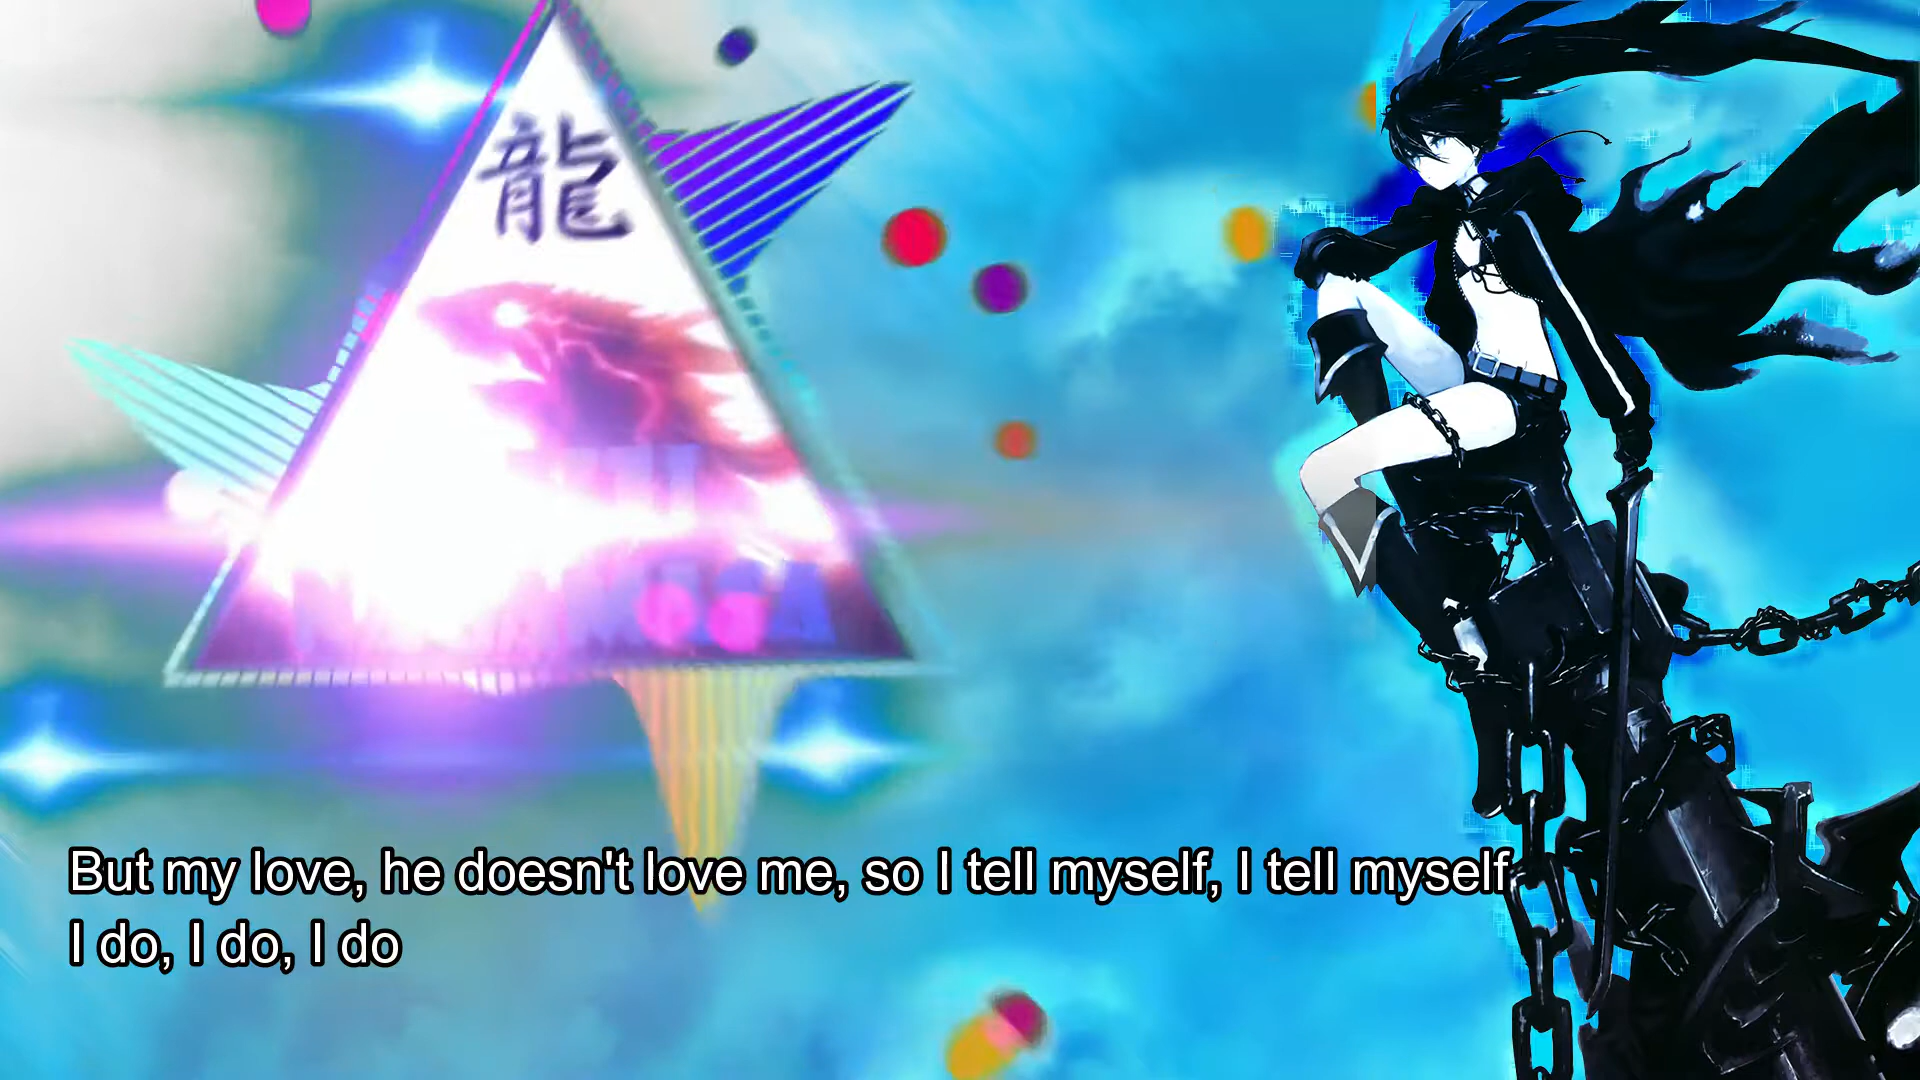 龍
But my love, he doesn't love me, so I tell myself, I tell myself
I do, I do, I do